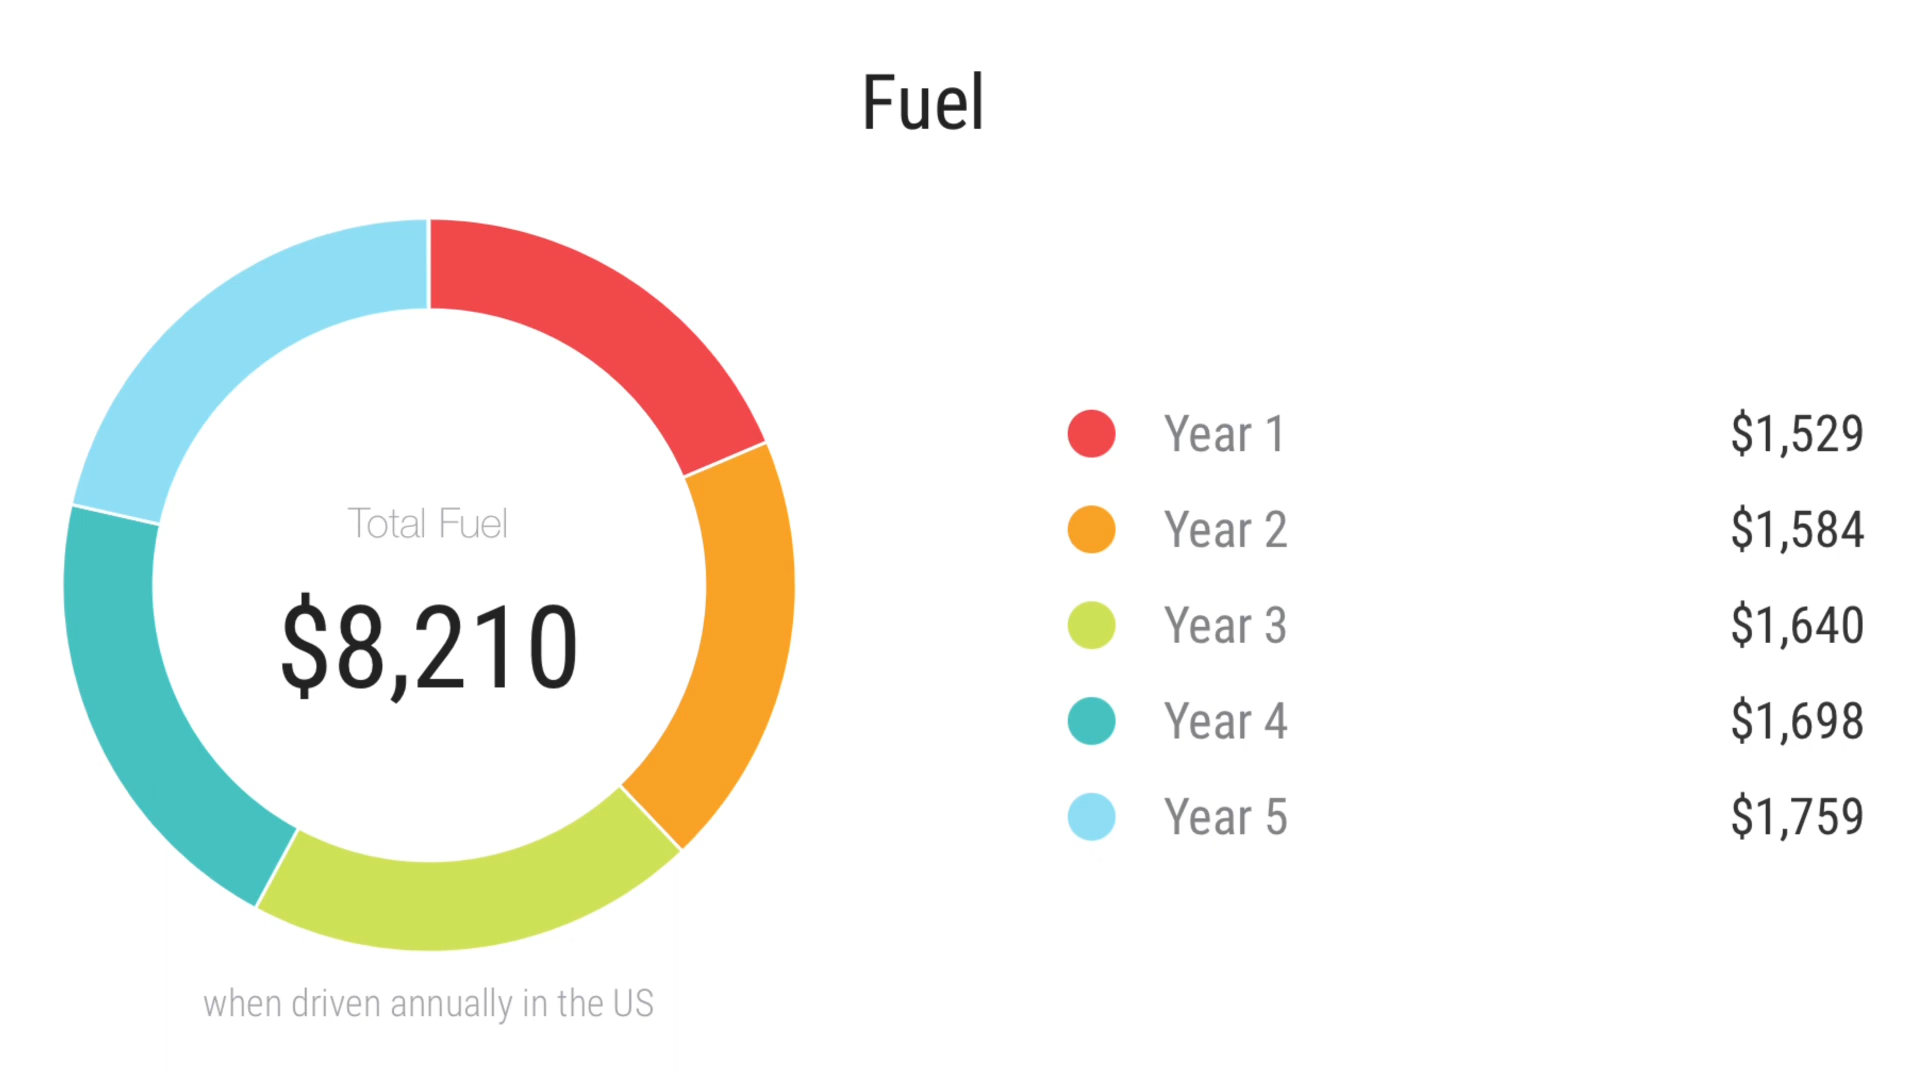 Fuel
Total Fuel
$8,210
when driven annually in the US
Year 1 $1,529
Year 2 $1,584
Year 3 $1,640
Year 4 $1,698
Year 5 $1,759